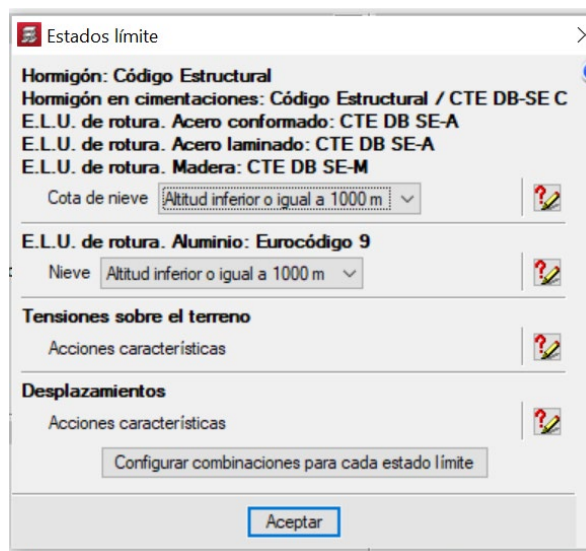 Estados límite
Hormigón: Código Estructural
Hormigón en cimentaciones: Código Estructural / CTE DB-SE C
E.L.U. de rotura. Acero conformado: CTE DB SE-A
E.L.U. de rotura. Acero laminado: CTE DB SE-A
E.L.U. de rotura. Madera: CTE DB SE-M
Cota de nieve Altitud inferior o igual a 1000 m
E.L.U. de rotura. Aluminio: Eurocódigo 9
Nieve Altitud inferior o igual a 1000 m
Tensiones sobre el terreno
Acciones características
Desplazamientos
Acciones características
Configurar combinaciones para cada estado límite
Aceptar